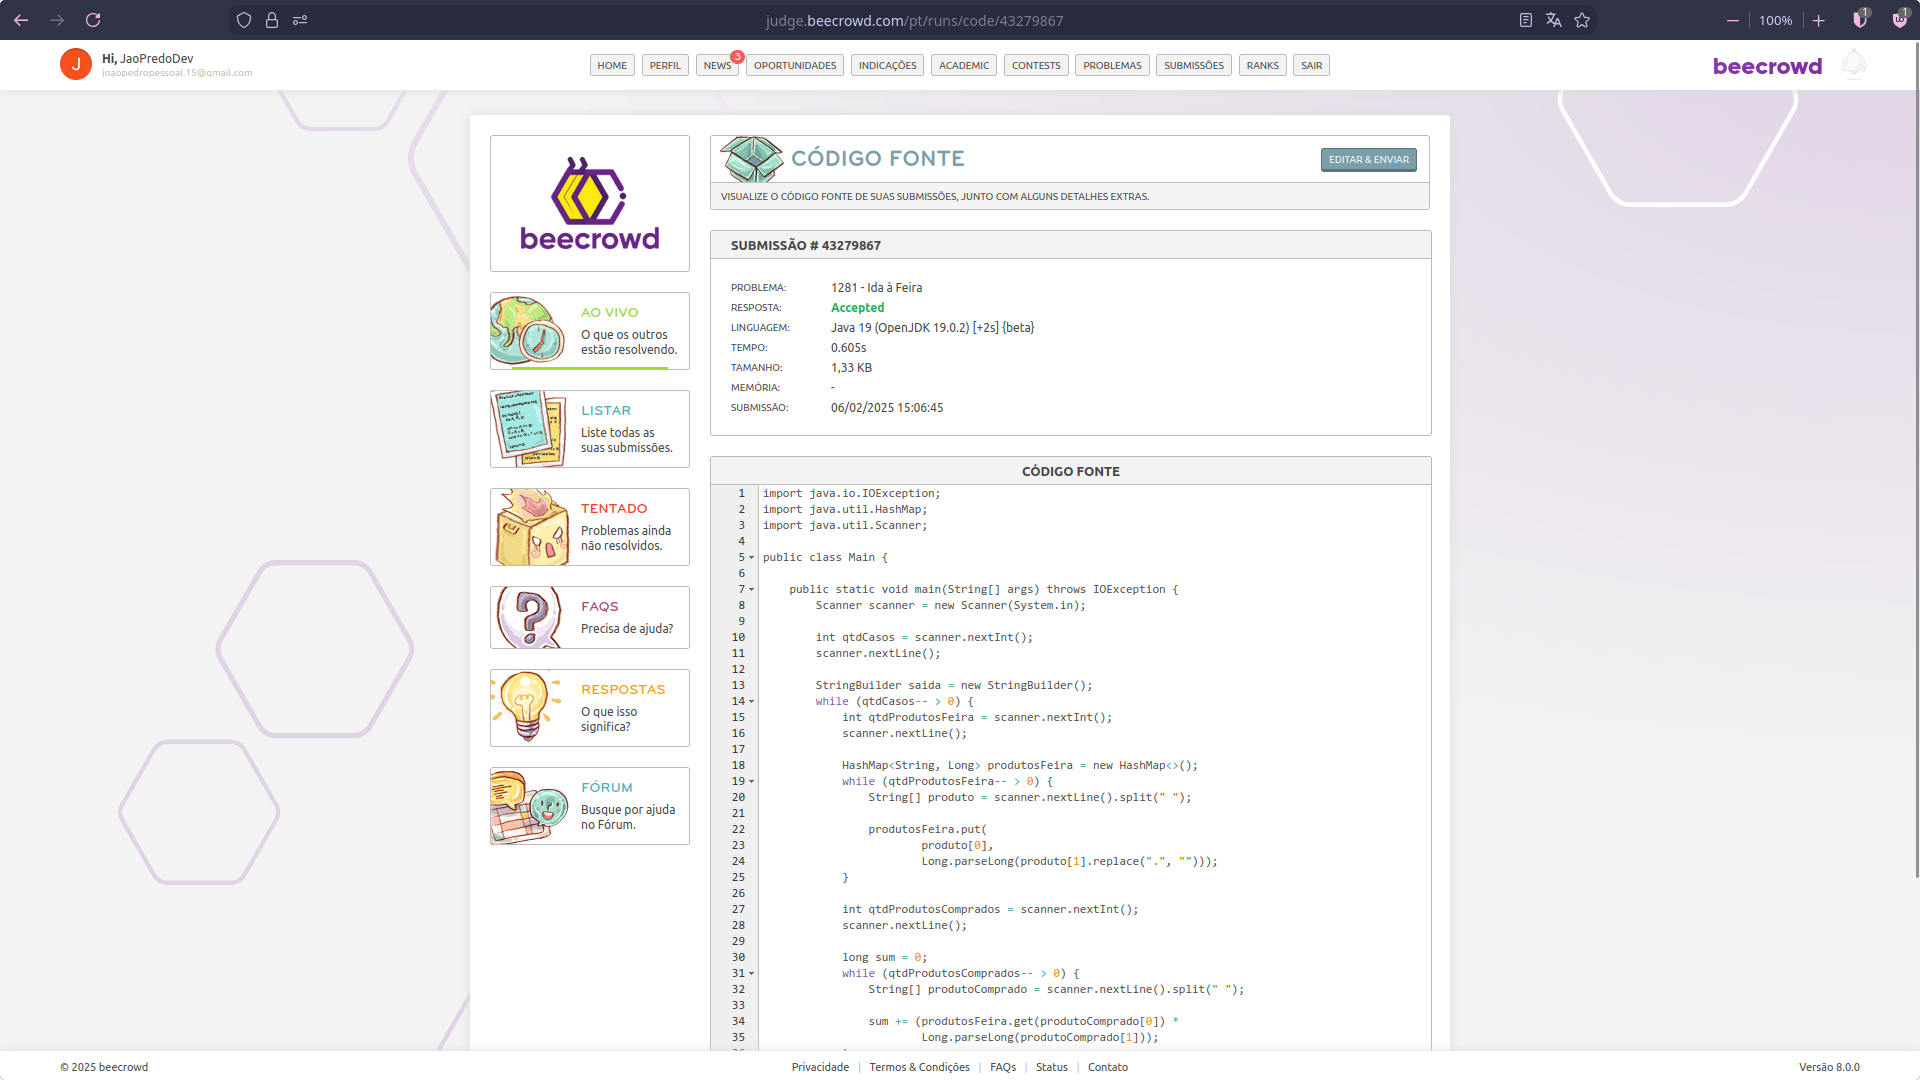 judge.beecrowd.com/pt/runs/code/43279867
100%
1
1
J
Hi, JaoPredoDev
joaopedropessoal.15@gmail.com
HOME
PERFIL
NEWS
3
OPORTUNIDADES
INDICAÇÕES
ACADEMIC
CONTESTS
PROBLEMAS
SUBMISSÕES
RANKS
SAIR
beecrowd
beecrowd
AO VIVO
O que os outros
estão resolvendo.
LISTAR
Liste todas as
suas submissões.
TENTADO
Problemas ainda
não resolvidos.
FAQS
Precisa de ajuda?
RESPOSTAS
O que isso
significa?
FÓRUM
Busque por ajuda
no Fórum.
CÓDIGO FONTE
EDITAR & ENVIAR
VISUALIZE O CÓDIGO FONTE DE SUAS SUBMISSÕES, JUNTO COM ALGUNS DETALHES EXTRAS.
SUBMISSÃO # 43279867
PROBLEMA: 1281 - Ida à Feira
RESPOSTA: Accepted
LINGUAGEM: Java 19 (OpenJDK 19.0.2) [+2s] {beta}
TEMPO: 0.605s
TAMANHO: 1,33 KB
MEMÓRIA: -
SUBMISSÃO: 06/02/2025 15:06:45
CÓDIGO FONTE
1 import java.io.IOException;
2 import java.util.HashMap;
3 import java.util.Scanner;
4
5 public class Main {
6
7 public static void main(String[] args) throws IOException {
8 Scanner scanner = new Scanner(System.in);
9
10 int qtdCasos = scanner.nextInt();
11 scanner.nextLine();
12
13 StringBuilder saida = new StringBuilder();
14 while (qtdCasos-- > 0) {
15 int qtdProdutosFeira = scanner.nextInt();
16 scanner.nextLine();
17
18 HashMap<String, Long> produtosFeira = new HashMap<>();
19 while (qtdProdutosFeira-- > 0) {
20 String[] produto = scanner.nextLine().split(" ");
21
22 produtosFeira.put(
23 produto[0],
24 Long.parseLong(produto[1].replace(".", "")));
25 }
26
27 int qtdProdutosComprados = scanner.nextInt();
28 scanner.nextLine();
29
30 long sum = 0;
31 while (qtdProdutosComprados-- > 0) {
32 String[] produtoComprado = scanner.nextLine().split(" ");
33
34 sum += (produtosFeira.get(produtoComprado[0]) *
35 Long.parseLong(produtoComprado[1]));
© 2025 beecrowd
Privacidade | Termos & Condições | FAQs | Status | Contato
Versão 8.0.0